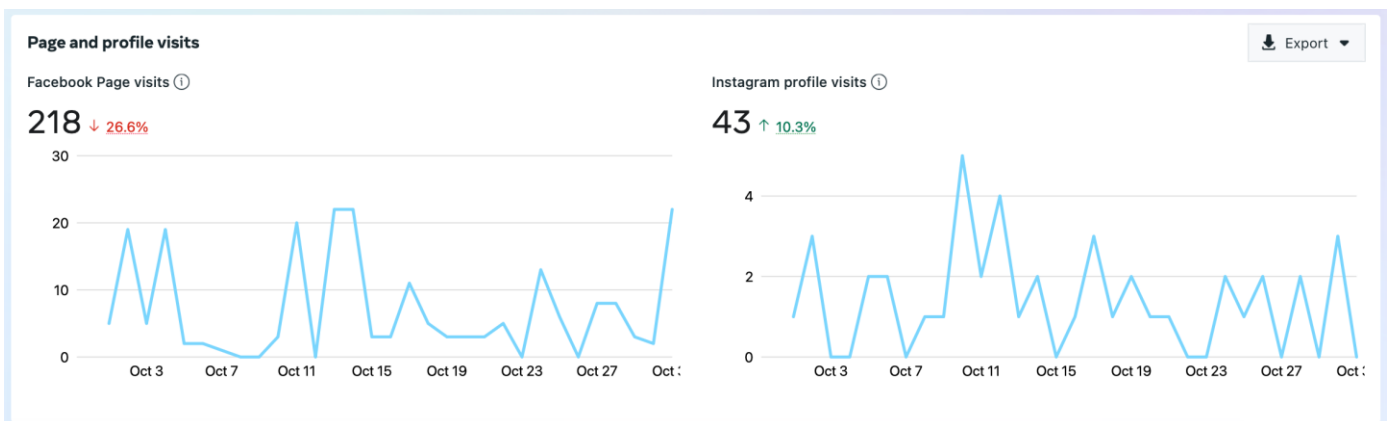 Page and profile visits
Export
Facebook Page visits
218 ↓ 26.6%
30
20
10
0
Oct 3 Oct 7 Oct 11 Oct 15 Oct 19 Oct 23 Oct 27 Oct
Instagram profile visits
43 ↑ 10.3%
4
2
0
Oct 3 Oct 7 Oct 11 Oct 15 Oct 19 Oct 23 Oct 27 Oct